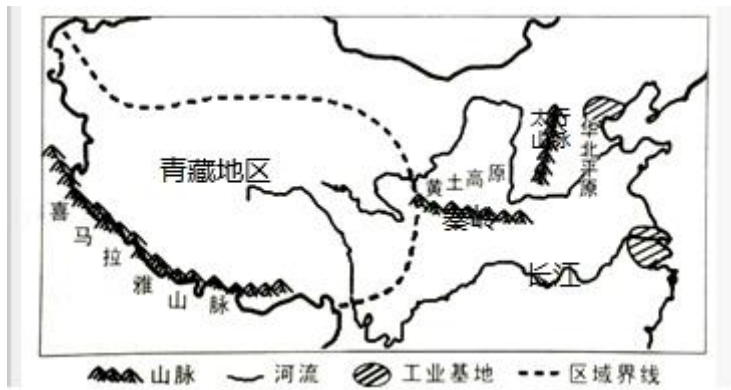 青藏地区
喜马拉雅山脉
黄土高原
秦岭
太行山脉
华北平原
长江
山脉 河流 工业基地 区域界线